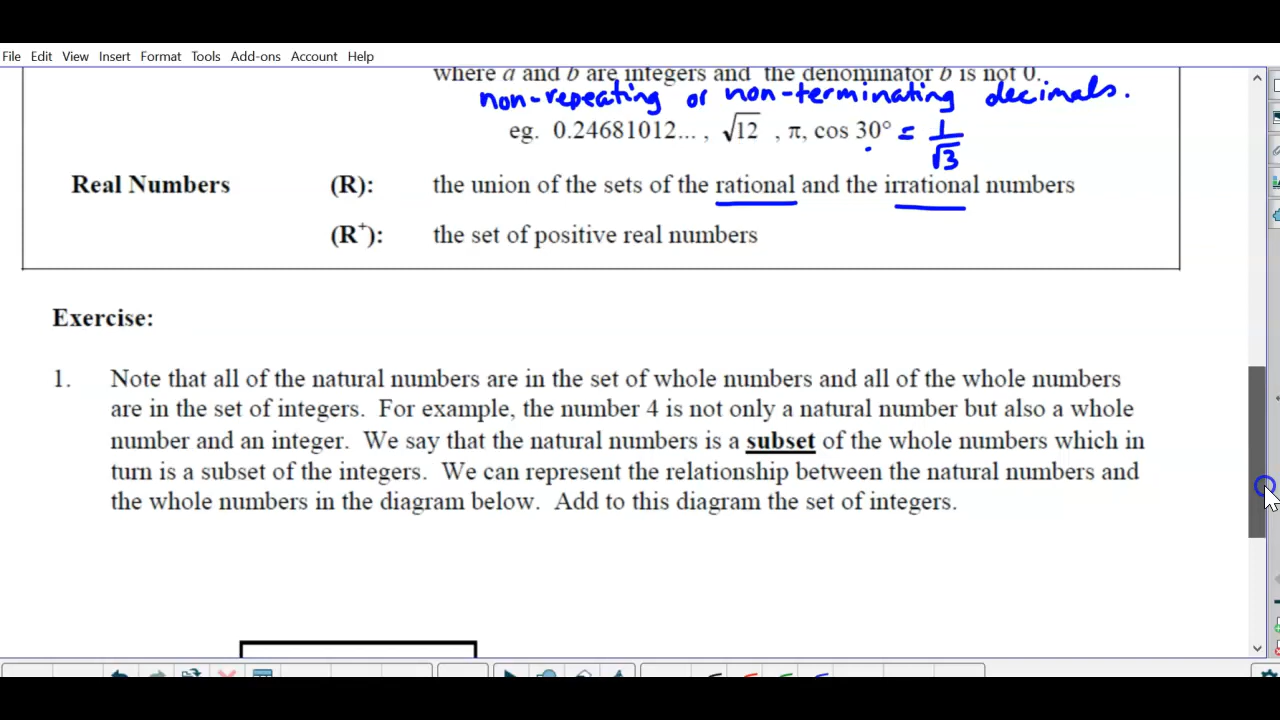 File Edit View Insert Format Tools Add-ons Account Help
where a and b are integers and the denominator b is not 0.
non-repeating or non-terminating decimals.
eg. 0.24681012... , √12 , π, cos 30° = 1/√3
Real Numbers (R): the union of the sets of the rational and the irrational numbers
(R⁺): the set of positive real numbers
Exercise:
1. Note that all of the natural numbers are in the set of whole numbers and all of the whole numbers
are in the set of integers. For example, the number 4 is not only a natural number but also a whole
number and an integer. We say that the natural numbers is a subset of the whole numbers which in
turn is a subset of the integers. We can represent the relationship between the natural numbers and
the whole numbers in the diagram below. Add to this diagram the set of integers.